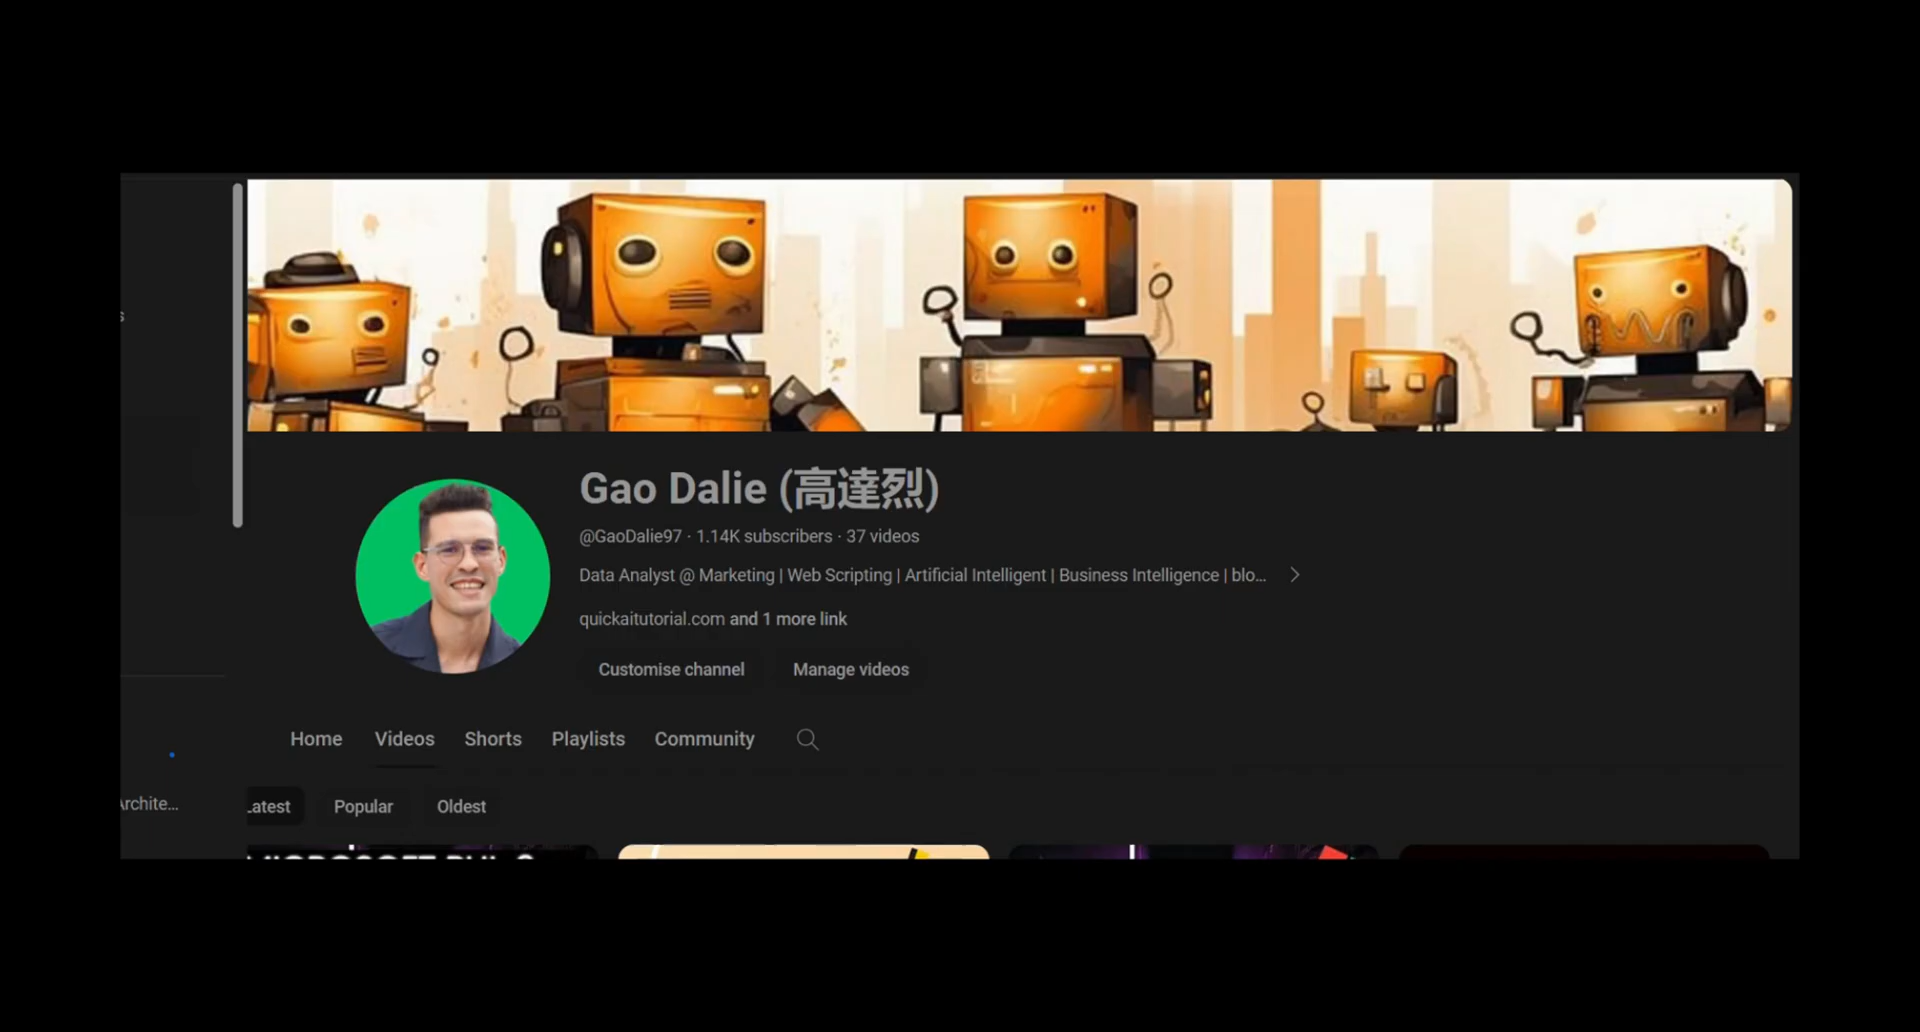 Gao Dalie (高達烈)
@GaoDalie97 · 1.14K subscribers · 37 videos
Data Analyst @ Marketing | Web Scripting | Artificial Intelligent | Business Intelligence | blo...
quickaitutorial.com and 1 more link
Customise channel Manage videos
Home Videos Shorts Playlists Community
Archite...
Latest Popular Oldest